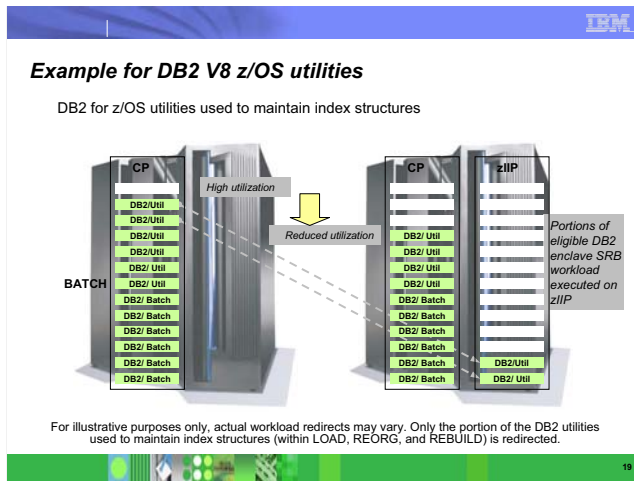 IBM
Example for DB2 V8 z/OS utilities
DB2 for z/OS utilities used to maintain index structures
CP
High utilization
DB2/Util
DB2/Util
DB2/Util
DB2/Util
DB2/ Util
DB2/ Util
DB2/ Batch
DB2/ Batch
DB2/ Batch
DB2/ Batch
DB2/ Batch
DB2/ Batch
BATCH
Reduced utilization
CP
DB2/ Util
DB2/ Util
DB2/ Util
DB2/ Util
DB2/ Batch
DB2/ Batch
DB2/ Batch
DB2/ Batch
DB2/ Batch
DB2/ Batch
zIIP
DB2/Util
DB2/ Util
Portions of
eligible DB2
enclave SRB
workload
executed on
zIIP
For illustrative purposes only, actual workload redirects may vary. Only the portion of the DB2 utilities
used to maintain index structures (within LOAD, REORG, and REBUILD) is redirected.
19